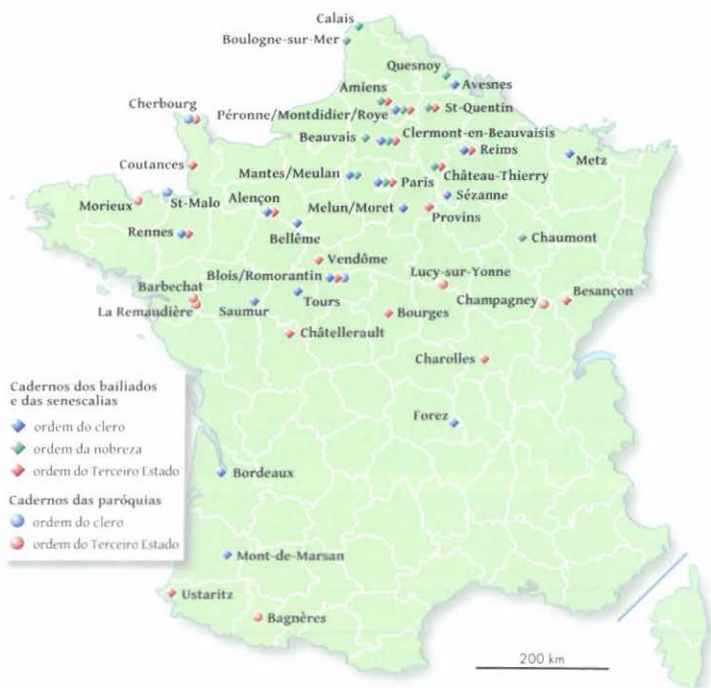 Calais
Boulogne-sur-Mer
Quesnoy
Avesnes
Amiens
Cherbourg
Péronne/Montdidier/Roye
St-Quentin
Beauvais
Clermont-en-Beauvaisis
Reims
Metz
Coutances
Mantes/Meulan
Paris
Château-Thierry
Morieux
St-Malo
Alençon
Melun/Moret
Sézanne
Provins
Rennes
Bellême
Chaumont
Vendôme
Barbechat
Blois/Romorantin
Lucy-sur-Yonne
La Remaudière
Saumur
Tours
Bourges
Champagney
Besançon
Châtellerault
Charolles
Cadernos dos bailiados
e das senescalias
ordem do clero
ordem da nobreza
ordem do Terceiro Estado
Cadernos das paróquias
ordem do clero
ordem do Terceiro Estado
Forez
Bordeaux
Mont-de-Marsan
Ustaritz
Bagnères
200 km